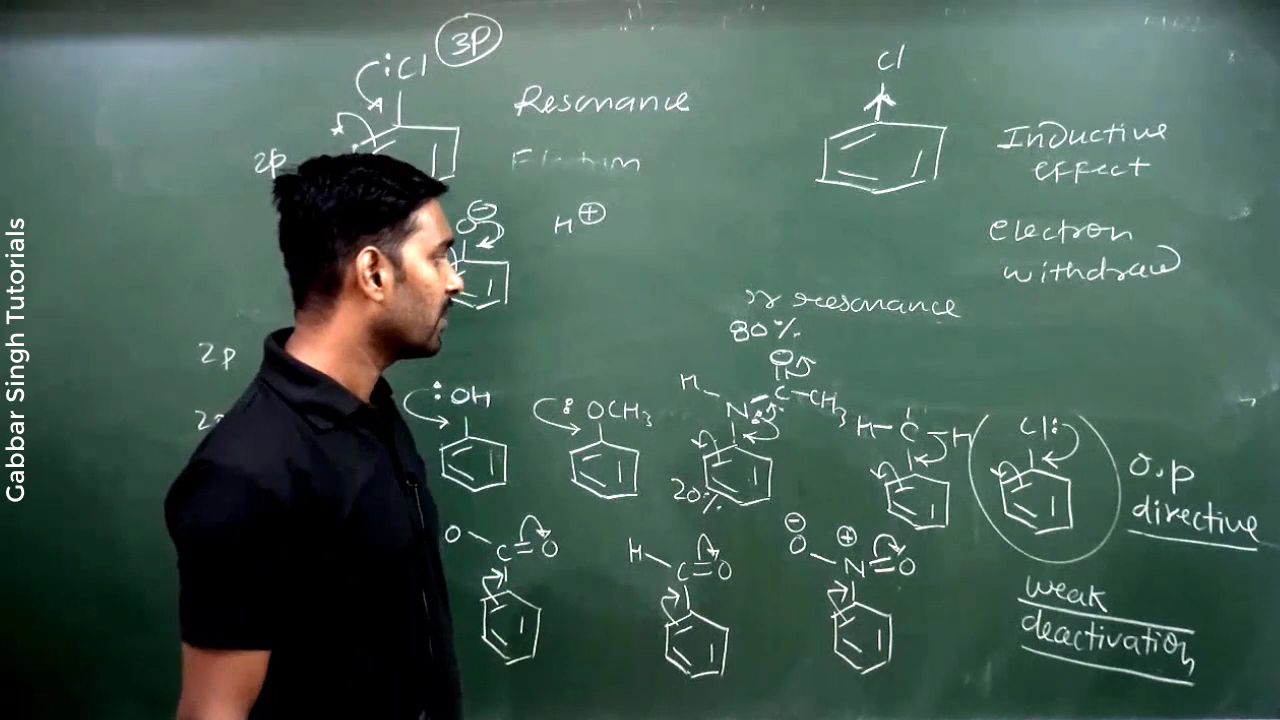 Gabbar Singh Tutorials
:Cl
3P
2p
Resonance
Cl
Inductive
effect
electron
withdraw
O⊖
H⊕
resonance
80%
2p
:OH
:OCH3
H
N:
O
C
CH3
20%
H
C
H
Cl:
o,p
directive
O
C
O
H
C
O
⊖
O
⊕
N
O
weak
deactivation